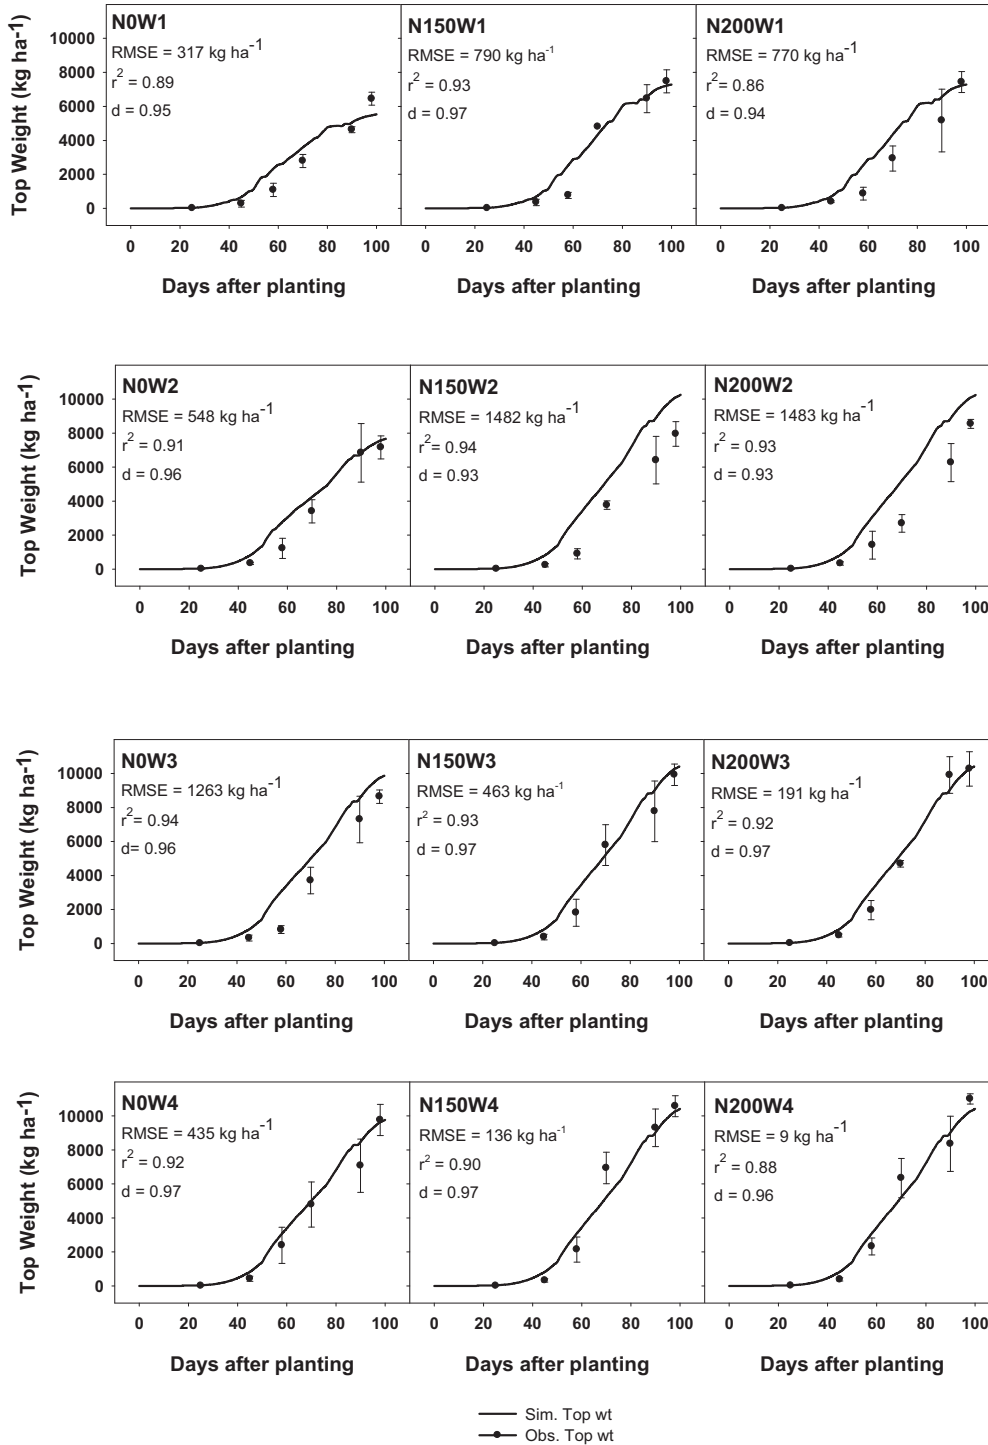 N0W1
RMSE = 317 kg ha-1
r2 = 0.89
d = 0.95
N150W1
RMSE = 790 kg ha-1
r2 = 0.93
d = 0.97
N200W1
RMSE = 770 kg ha-1
r2 = 0.86
d = 0.94
Top Weight (kg ha-1)
10000
8000
6000
4000
2000
0
0 20 40 60 80 100
0 20 40 60 80 100
0 20 40 60 80 100
Days after planting
Days after planting
Days after planting
N0W2
RMSE = 548 kg ha-1
r2 = 0.91
d = 0.96
N150W2
RMSE = 1482 kg ha-1
r2 = 0.94
d = 0.93
N200W2
RMSE = 1483 kg ha-1
r2 = 0.93
d = 0.93
Top Weight (kg ha-1)
10000
8000
6000
4000
2000
0
0 20 40 60 80 100
0 20 40 60 80 100
0 20 40 60 80 100
Days after planting
Days after planting
Days after planting
N0W3
RMSE = 1263 kg ha-1
r2 = 0.94
d= 0.96
N150W3
RMSE = 463 kg ha-1
r2 = 0.93
d = 0.97
N200W3
RMSE = 191 kg ha-1
r2 = 0.92
d = 0.97
Top Weight (kg ha-1)
10000
8000
6000
4000
2000
0
0 20 40 60 80 100
0 20 40 60 80 100
0 20 40 60 80 100
Days after planting
Days after planting
Days after planting
N0W4
RMSE = 435 kg ha-1
r2 = 0.92
d = 0.97
N150W4
RMSE = 136 kg ha-1
r2 = 0.90
d = 0.97
N200W4
RMSE = 9 kg ha-1
r2 = 0.88
d = 0.96
Top Weight (kg ha-1)
10000
8000
6000
4000
2000
0
0 20 40 60 80 100
0 20 40 60 80 100
0 20 40 60 80 100
Days after planting
Days after planting
Days after planting
Sim. Top wt
Obs. Top wt